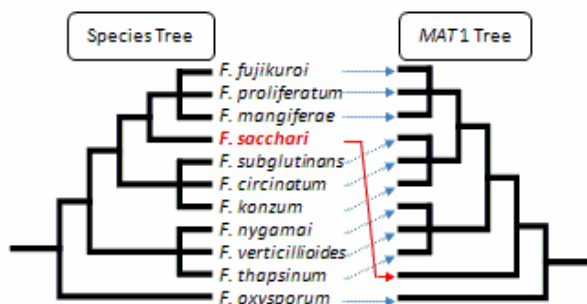 Species Tree
MAT1 Tree
F. fujikuroi
F. proliferatum
F. mangiferae
F. sacchari
F. subglutinans
F. circinatum
F. konzum
F. nygamai
F. verticillioides
F. thapsinum
F. oxysporum